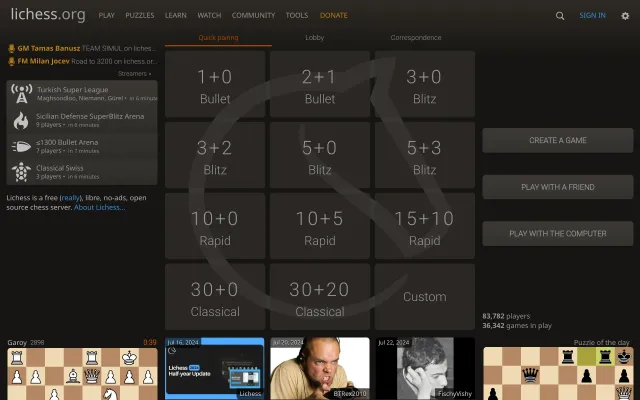 lichess.org
PLAY PUZZLES LEARN WATCH COMMUNITY TOOLS DONATE
SIGN IN
GM Tamas Banusz TEAM SIMUL on liches...
FM Milan Jocev Road to 3200 on lichess.or...
Streamers »
Turkish Super League
Maghsoodloo, Niemann, Gürel • in 6 minute
Sicilian Defense SuperBlitz Arena
9 players • in 8 minutes
≤1300 Bullet Arena
7 players • in 7 minutes
Classical Swiss
3 players • in 6 minutes
Lichess is a free (really), libre, no-ads, open
source chess server. About Lichess...
Quick pairing Lobby Correspondence
1+0
Bullet
2+1
Bullet
3+0
Blitz
3+2
Blitz
5+0
Blitz
5+3
Blitz
10+0
Rapid
10+5
Rapid
15+10
Rapid
30+0
Classical
30+20
Classical
Custom
CREATE A GAME
PLAY WITH A FRIEND
PLAY WITH THE COMPUTER
83,782 players
36,342 games in play
Garoy 2898 0:39
Jul 16, 2024
Lichess
Half-year Update
Lichess
Jul 20, 2024
BTRex2010
Jul 22, 2024
FischyVishy
Puzzle of the day